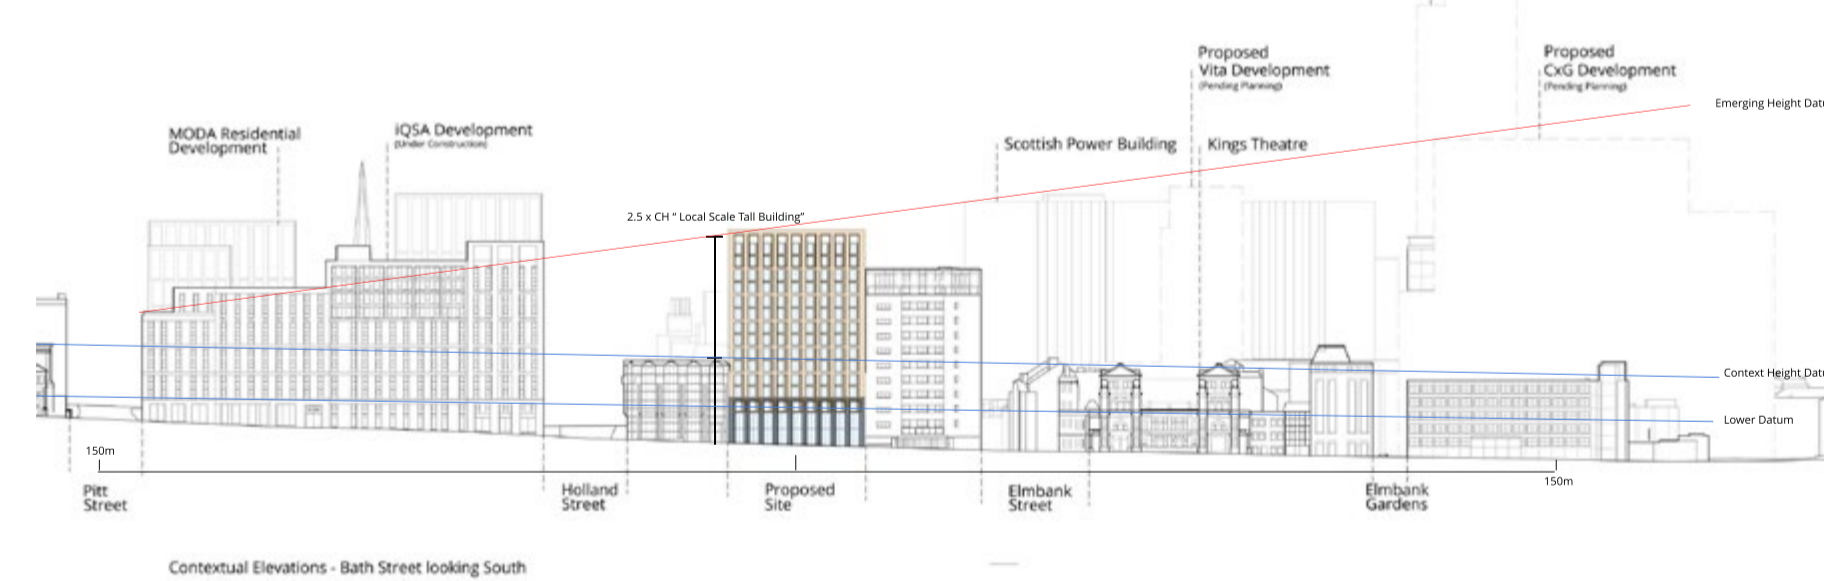 Proposed
Vita Development
(Pending Planning)
Proposed
CxG Development
(Pending Planning)
Emerging Height Dat
MODA Residential
Development
iQSA Development
(Under Construction)
Scottish Power Building
Kings Theatre
2.5 x CH “ Local Scale Tall Building”
Context Height Dat
Lower Datum
150m
150m
Pitt
Street
Holland
Street
Proposed
Site
Elmbank
Street
Elmbank
Gardens
Contextual Elevations - Bath Street looking South